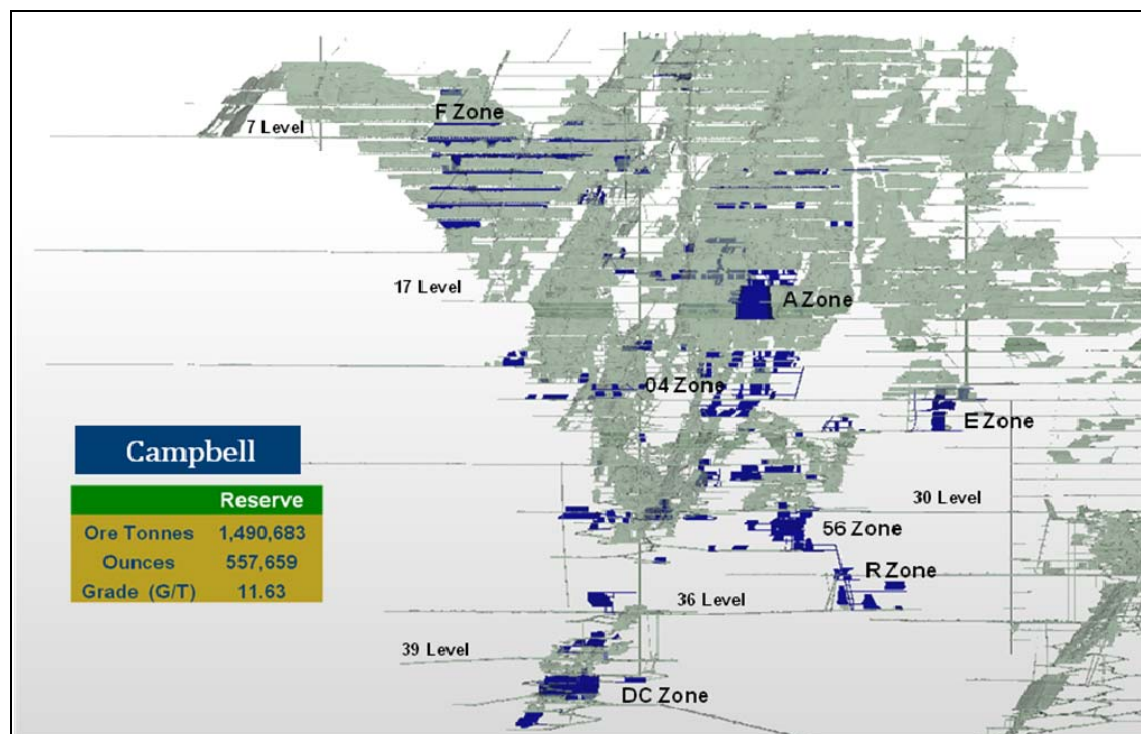 F Zone
7 Level
17 Level
A Zone
04 Zone
E Zone
Campbell
Reserve
Ore Tonnes 1,490,683
Ounces 557,659
Grade (G/T) 11.63
30 Level
56 Zone
R Zone
36 Level
39 Level
DC Zone